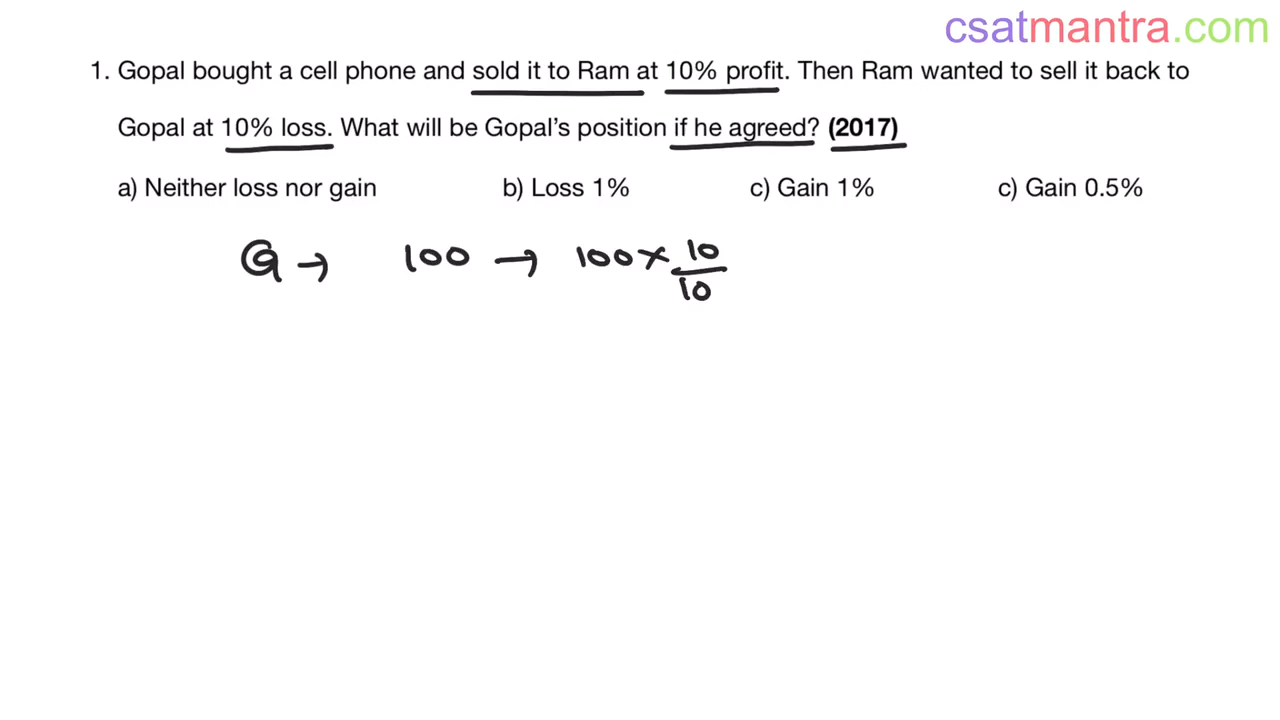 csatmantra.com
1. Gopal bought a cell phone and sold it to Ram at 10% profit. Then Ram wanted to sell it back to
Gopal at 10% loss. What will be Gopal's position if he agreed? (2017)
a) Neither loss nor gain b) Loss 1% c) Gain 1% c) Gain 0.5%
G → 100 → 100 × 10/10